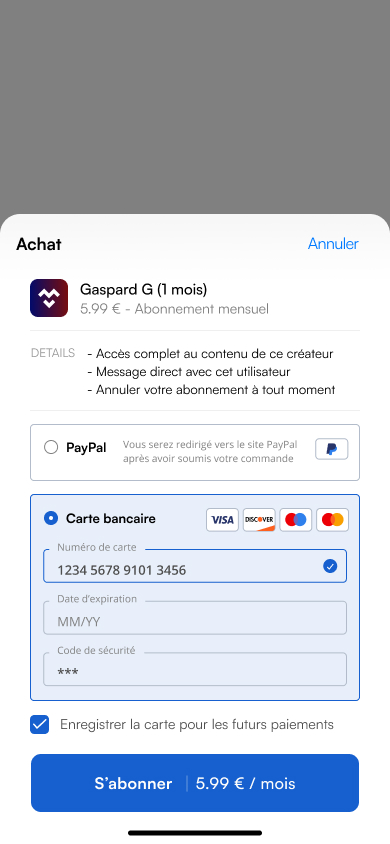 Achat
Annuler
Gaspard G (1 mois)
5.99 € - Abonnement mensuel
DETAILS
- Accès complet au contenu de ce créateur
- Message direct avec cet utilisateur
- Annuler votre abonnement à tout moment
PayPal
Vous serez redirigé vers le site PayPal
après avoir soumis votre commande
Carte bancaire
VISA
DISCOVER
Numéro de carte
1234 5678 9101 3456
Date d'expiration
MM/YY
Code de sécurité
***
Enregistrer la carte pour les futurs paiements
S'abonner | 5.99 € / mois